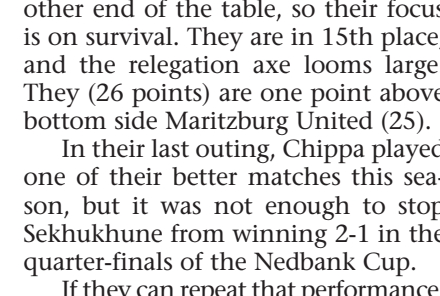 other end of the table, so their focus
is on survival. They are in 15th place,
and the relegation axe looms large.
They (26 points) are one point above
bottom side Maritzburg United (25).
In their last outing, Chippa played
one of their better matches this sea-
son, but it was not enough to stop
Sekhukhune from winning 2-1 in the
quarter-finals of the Nedbank Cup.
If they can repeat that performance,